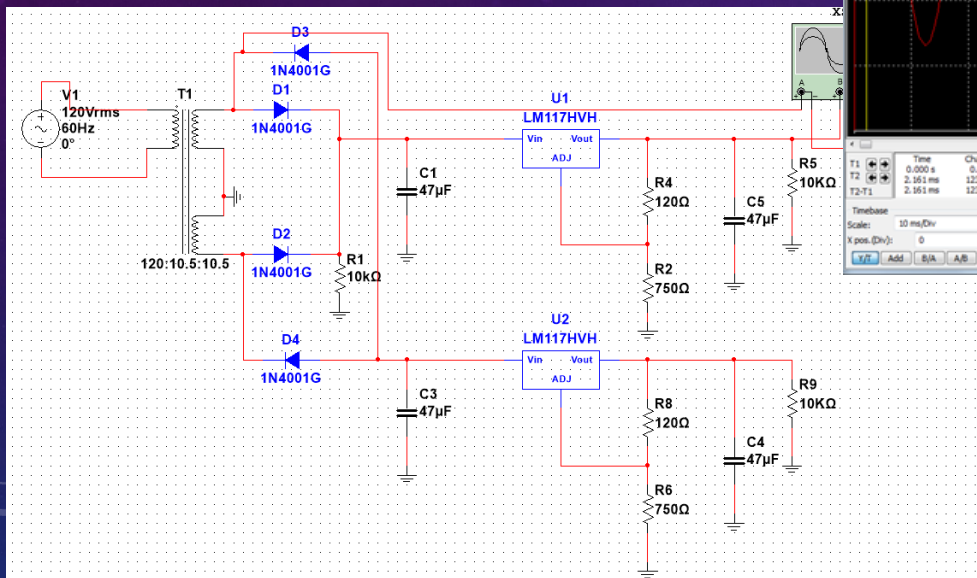 D3
1N4001G
V1
120Vrms
60Hz
0°
T1
D1
1N4001G
U1
LM117HVH
Vin Vout
ADJ
A
B
C1
47µF
R4
120Ω
C5
47µF
R5
10KΩ
D2
1N4001G
R1
10kΩ
120:10.5:10.5
R2
750Ω
D4
1N4001G
U2
LM117HVH
Vin Vout
ADJ
C3
47µF
R8
120Ω
R9
10KΩ
C4
47µF
R6
750Ω
Time
T1 0.000 s
T2 2.161 ms
T2-T1 2.161 ms
Timebase
Scale: 10 ms/Div
X pos.(Div): 0
Y/T Add B/A A/B